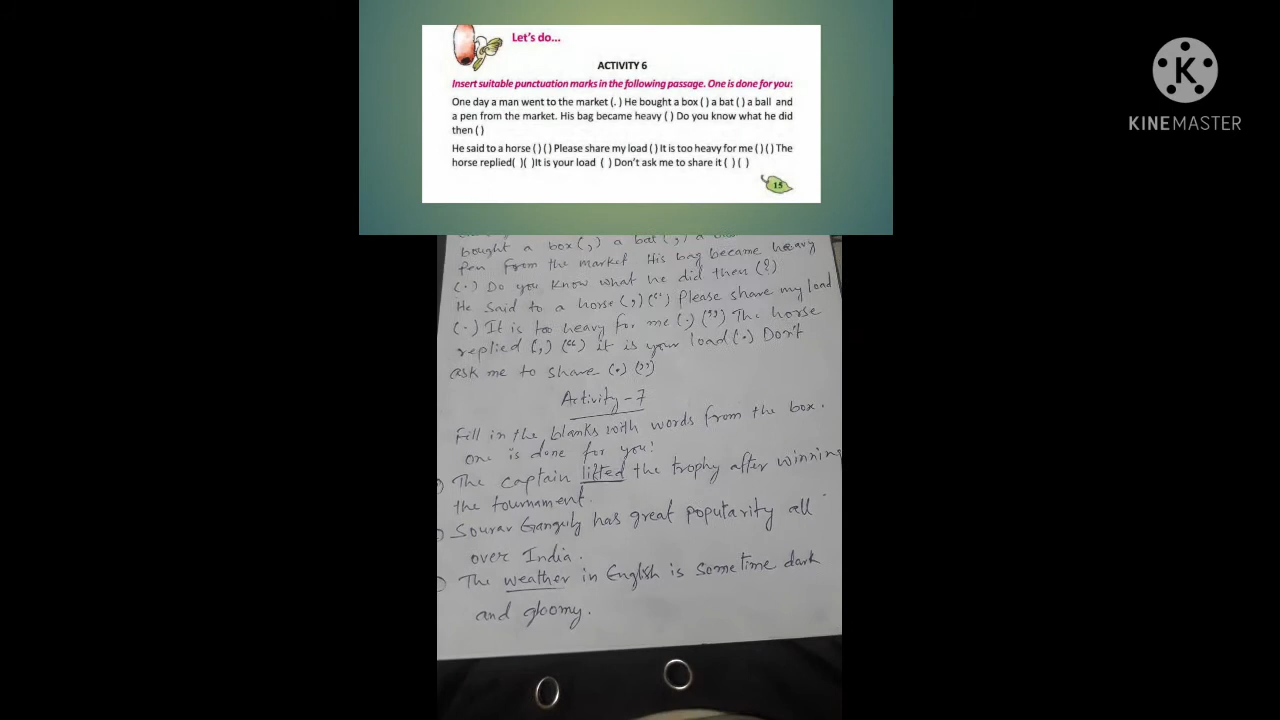 Let's do...
ACTIVITY 6
Insert suitable punctuation marks in the following passage. One is done for you:
One day a man went to the market (. ) He bought a box ( ) a bat ( ) a ball and
a pen from the market. His bag became heavy ( ) Do you know what he did
then ( )
He said to a horse ( ) ( ) Please share my load ( ) It is too heavy for me ( ) ( ) The
horse replied( )( )It is your load ( ) Don't ask me to share it ( ) ( )
15
K
KINEMASTER
bought a box(,) a bat(,) a
pen from the market His bag became heavy
(.) Do you know what he did then (?)
He said to a horse (,) (“) Please share my load
(.) It is too heavy for me (.) (”) The horse
replied (,) (“) it is your load (.) Don't
ask me to share (.) (”)
Activity - 7
Fill in the blanks with words from the box.
one is done for you!
The captain lifted the trophy after winning
the tournament.
Sourav Ganguly has great popularity all
over India.
The weather in English is sometime dark
and gloomy.